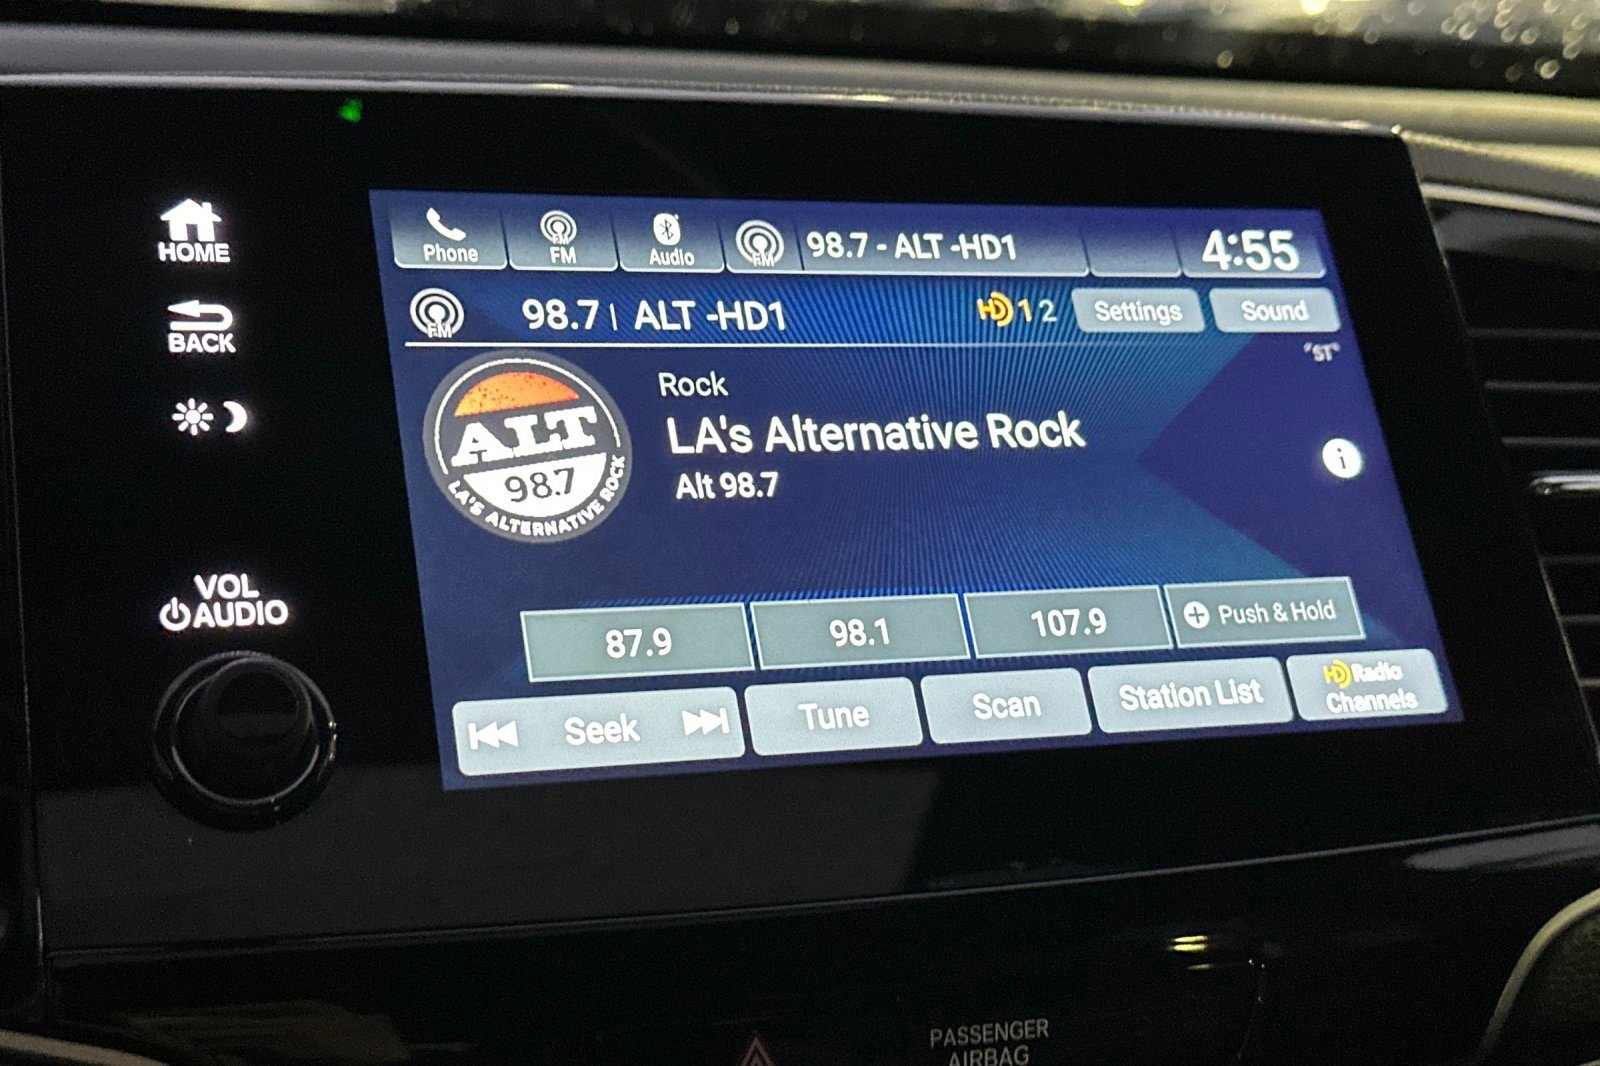 HOME
BACK
VOL
AUDIO
Phone
FM
Audio
FM
98.7 - ALT -HD1
4:55
FM
98.7 | ALT -HD1
HD 1 2
Settings
Sound
"ST"
ALT
98.7
LA'S ALTERNATIVE ROCK
Rock
LA's Alternative Rock
Alt 98.7
i
87.9
98.1
107.9
+ Push & Hold
Seek
Tune
Scan
Station List
HD Radio
Channels
PASSENGER
AIRBAG